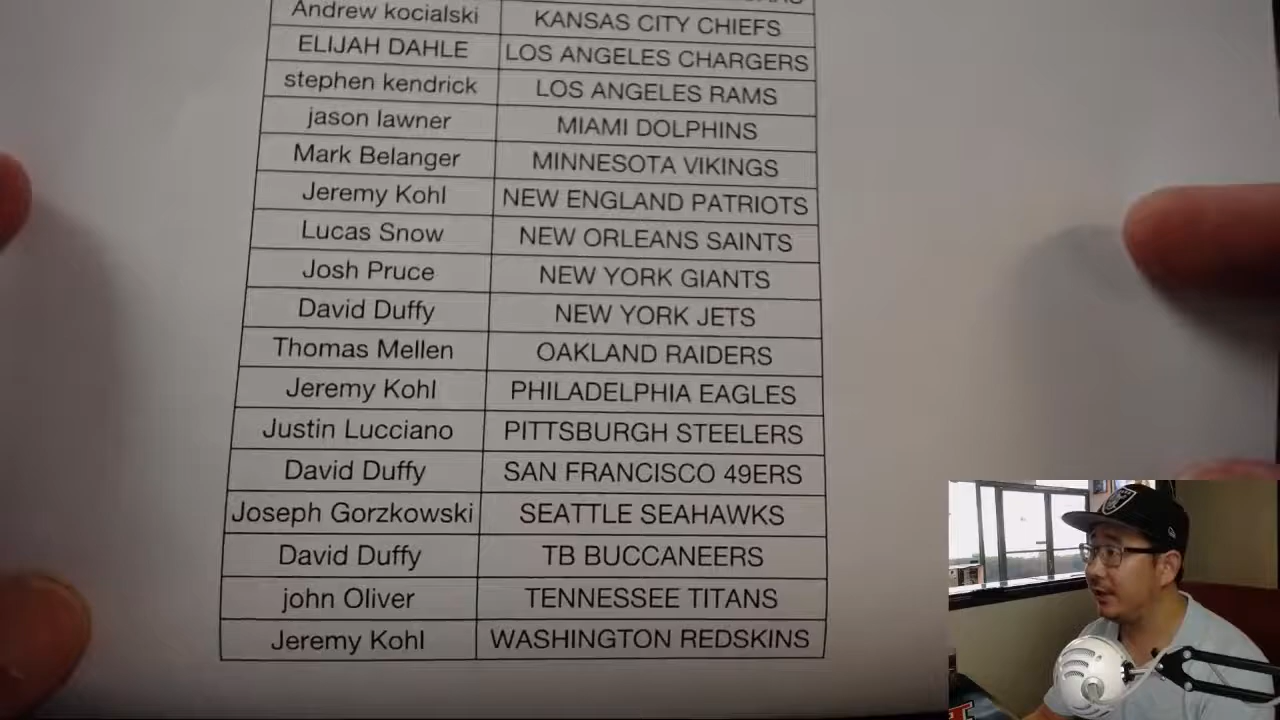 Andrew kocialski KANSAS CITY CHIEFS
ELIJAH DAHLE LOS ANGELES CHARGERS
stephen kendrick LOS ANGELES RAMS
jason lawner MIAMI DOLPHINS
Mark Belanger MINNESOTA VIKINGS
Jeremy Kohl NEW ENGLAND PATRIOTS
Lucas Snow NEW ORLEANS SAINTS
Josh Pruce NEW YORK GIANTS
David Duffy NEW YORK JETS
Thomas Mellen OAKLAND RAIDERS
Jeremy Kohl PHILADELPHIA EAGLES
Justin Lucciano PITTSBURGH STEELERS
David Duffy SAN FRANCISCO 49ERS
Joseph Gorzkowski SEATTLE SEAHAWKS
David Duffy TB BUCCANEERS
john Oliver TENNESSEE TITANS
Jeremy Kohl WASHINGTON REDSKINS